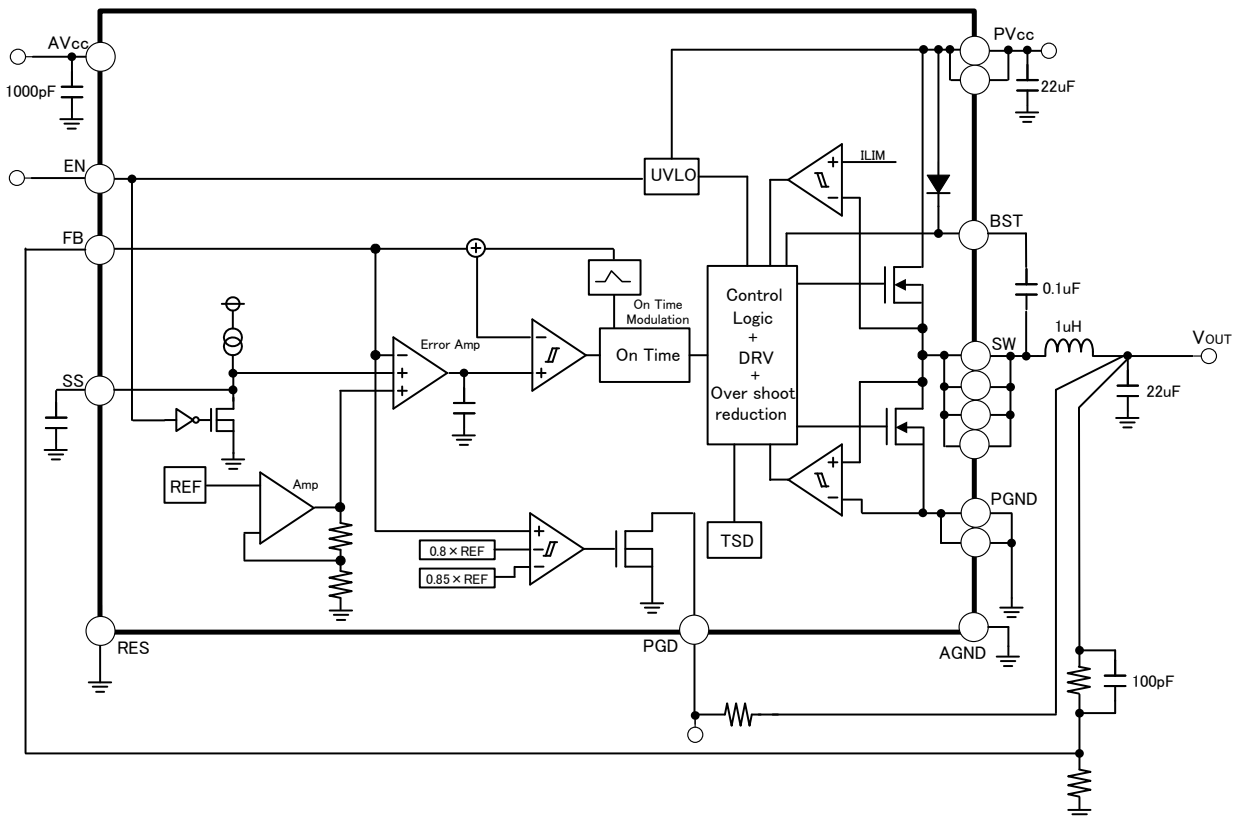 AVcc
PVcc
1000pF
22uF
EN
UVLO
ILIM
FB
BST
On Time
Modulation
Control
Logic
+
DRV
+
Over shoot
reduction
0.1uF
Error Amp
On Time
SW
1uH
VOUT
SS
22uF
REF
Amp
PGND
0.8×REF
0.85×REF
TSD
RES
PGD
AGND
100pF